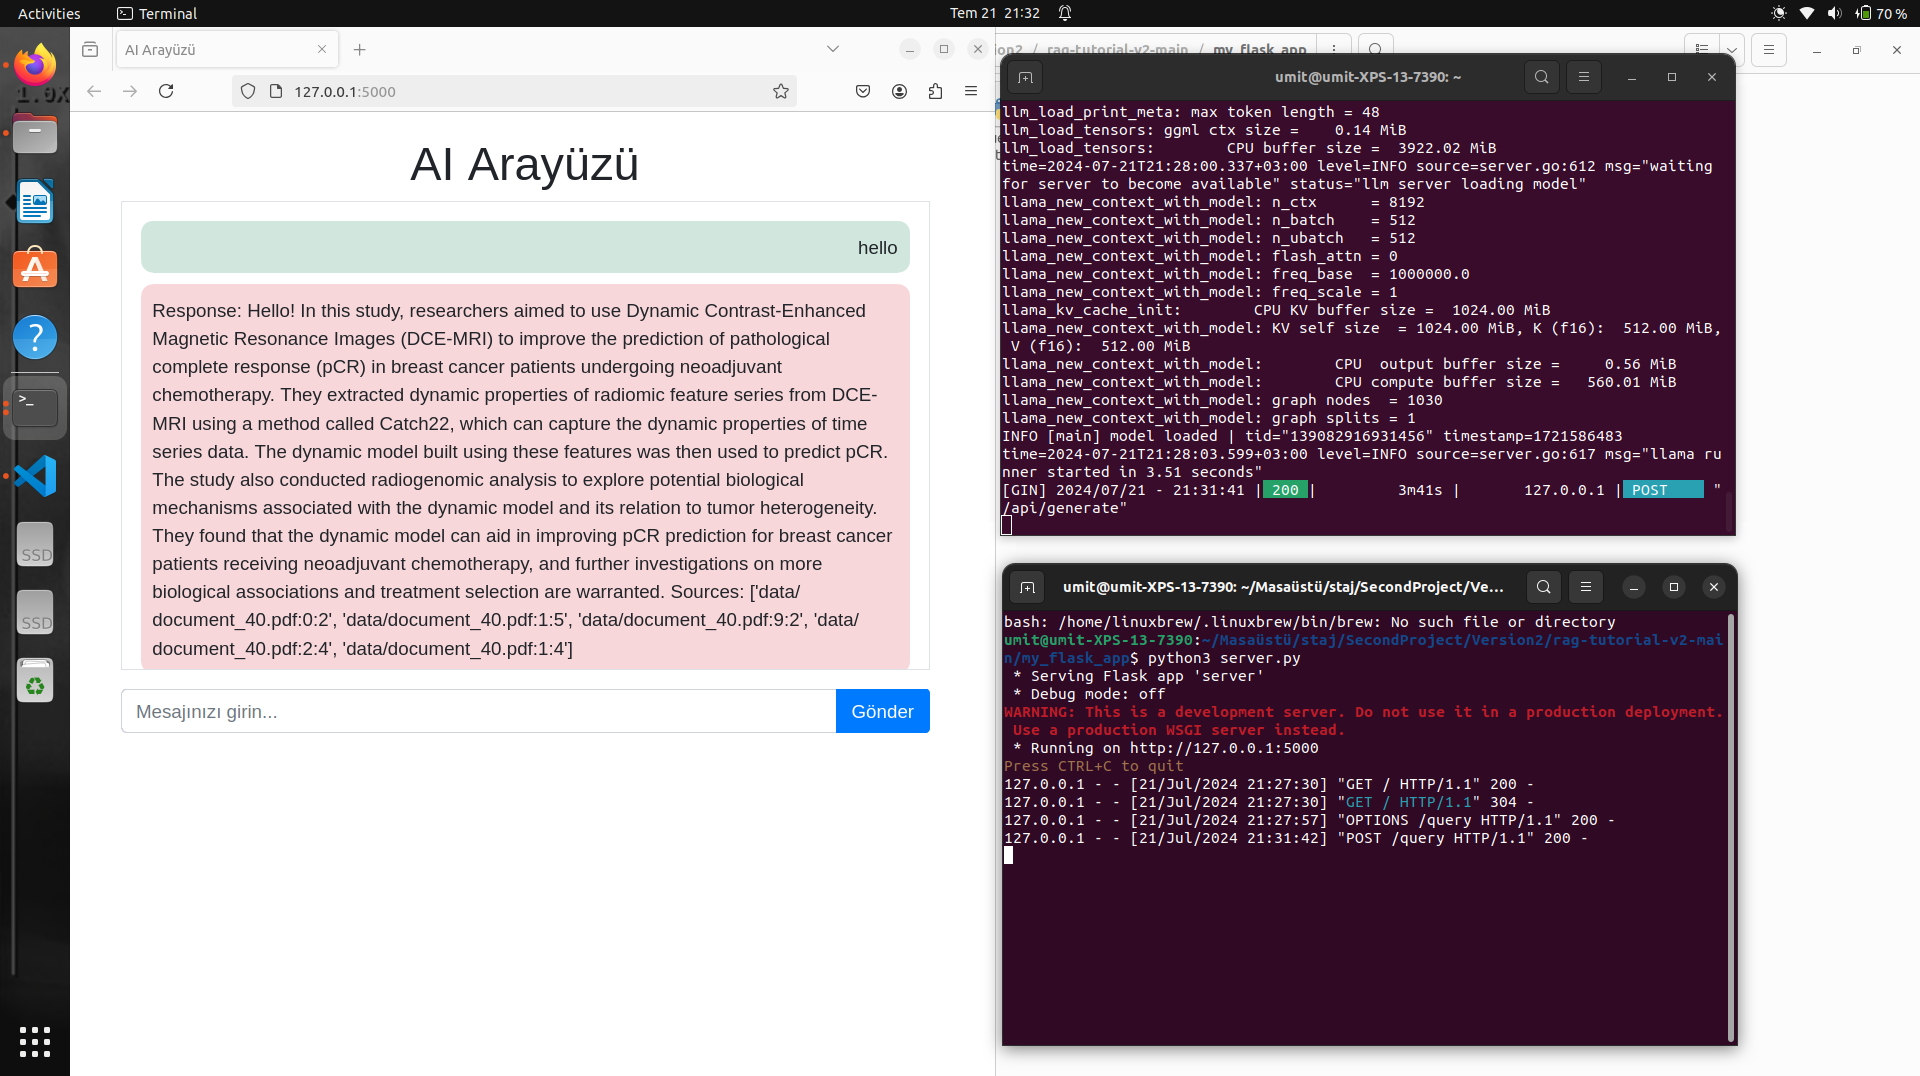 Activities
Terminal
Tem 21 21:32
70 %
AI Arayüzü
127.0.0.1:5000
AI Arayüzü
hello
Response: Hello! In this study, researchers aimed to use Dynamic Contrast-Enhanced
Magnetic Resonance Images (DCE-MRI) to improve the prediction of pathological
complete response (pCR) in breast cancer patients undergoing neoadjuvant
chemotherapy. They extracted dynamic properties of radiomic feature series from DCE-
MRI using a method called Catch22, which can capture the dynamic properties of time
series data. The dynamic model built using these features was then used to predict pCR.
The study also conducted radiogenomic analysis to explore potential biological
mechanisms associated with the dynamic model and its relation to tumor heterogeneity.
They found that the dynamic model can aid in improving pCR prediction for breast cancer
patients receiving neoadjuvant chemotherapy, and further investigations on more
biological associations and treatment selection are warranted. Sources: ['data/
document_40.pdf:0:2', 'data/document_40.pdf:1:5', 'data/document_40.pdf:9:2', 'data/
document_40.pdf:2:4', 'data/document_40.pdf:1:4']
Mesajınızı girin...
Gönder
SSD
SSD
ion2 / rag-tutorial-v2-main / my_flask_app
umit@umit-XPS-13-7390: ~
llm_load_print_meta: max token length = 48
llm_load_tensors: ggml ctx size =    0.14 MiB
llm_load_tensors:        CPU buffer size =  3922.02 MiB
time=2024-07-21T21:28:00.337+03:00 level=INFO source=server.go:612 msg="waiting
for server to become available" status="llm server loading model"
llama_new_context_with_model: n_ctx      = 8192
llama_new_context_with_model: n_batch    = 512
llama_new_context_with_model: n_ubatch   = 512
llama_new_context_with_model: flash_attn = 0
llama_new_context_with_model: freq_base  = 1000000.0
llama_new_context_with_model: freq_scale = 1
llama_kv_cache_init:        CPU KV buffer size =  1024.00 MiB
llama_new_context_with_model: KV self size  = 1024.00 MiB, K (f16):  512.00 MiB,
 V (f16):  512.00 MiB
llama_new_context_with_model:        CPU  output buffer size =     0.56 MiB
llama_new_context_with_model:        CPU compute buffer size =   560.01 MiB
llama_new_context_with_model: graph nodes  = 1030
llama_new_context_with_model: graph splits = 1
INFO [main] model loaded | tid="139082916931456" timestamp=1721586483
time=2024-07-21T21:28:03.599+03:00 level=INFO source=server.go:617 msg="llama ru
nner started in 3.51 seconds"
[GIN] 2024/07/21 - 21:31:41 | 200 |         3m41s |       127.0.0.1 | POST     "
/api/generate"
umit@umit-XPS-13-7390: ~/Masaüstü/staj/SecondProject/Ve...
bash: /home/linuxbrew/.linuxbrew/bin/brew: No such file or directory
umit@umit-XPS-13-7390:~/Masaüstü/staj/SecondProject/Version2/rag-tutorial-v2-mai
n/my_flask_app$ python3 server.py
 * Serving Flask app 'server'
 * Debug mode: off
WARNING: This is a development server. Do not use it in a production deployment.
 Use a production WSGI server instead.
 * Running on http://127.0.0.1:5000
Press CTRL+C to quit
127.0.0.1 - - [21/Jul/2024 21:27:30] "GET / HTTP/1.1" 200 -
127.0.0.1 - - [21/Jul/2024 21:27:30] "GET / HTTP/1.1" 304 -
127.0.0.1 - - [21/Jul/2024 21:27:57] "OPTIONS /query HTTP/1.1" 200 -
127.0.0.1 - - [21/Jul/2024 21:31:42] "POST /query HTTP/1.1" 200 -